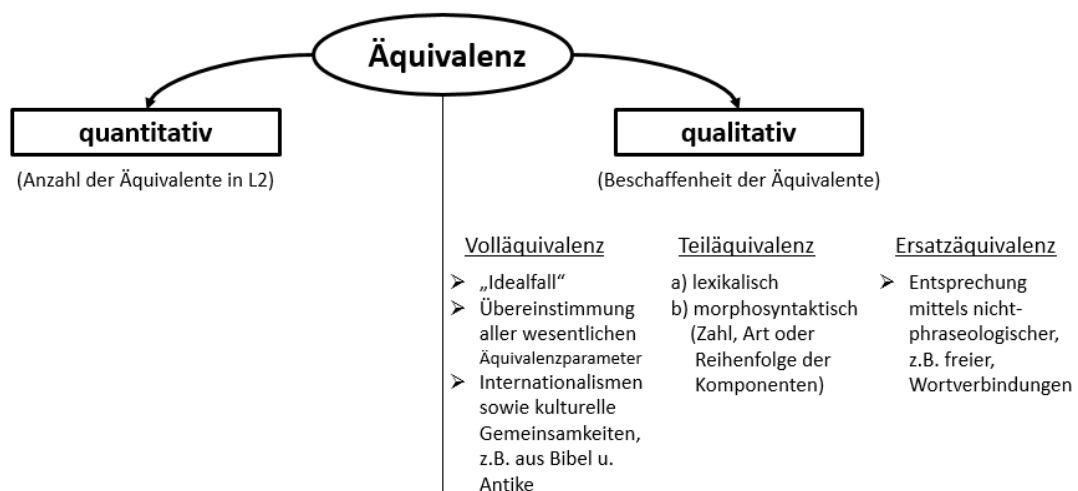 Äquivalenz
quantitativ
(Anzahl der Äquivalente in L2)
qualitativ
(Beschaffenheit der Äquivalente)
Volläquivalenz
➤ „Idealfall“
➤ Übereinstimmung
aller wesentlichen
Äquivalenzparameter
➤ Internationalismen
sowie kulturelle
Gemeinsamkeiten,
z.B. aus Bibel u.
Antike
Teiläquivalenz
a) lexikalisch
b) morphosyntaktisch
(Zahl, Art oder
Reihenfolge der
Komponenten)
Ersatzäquivalenz
➤ Entsprechung
mittels nicht-
phraseologischer,
z.B. freier,
Wortverbindungen